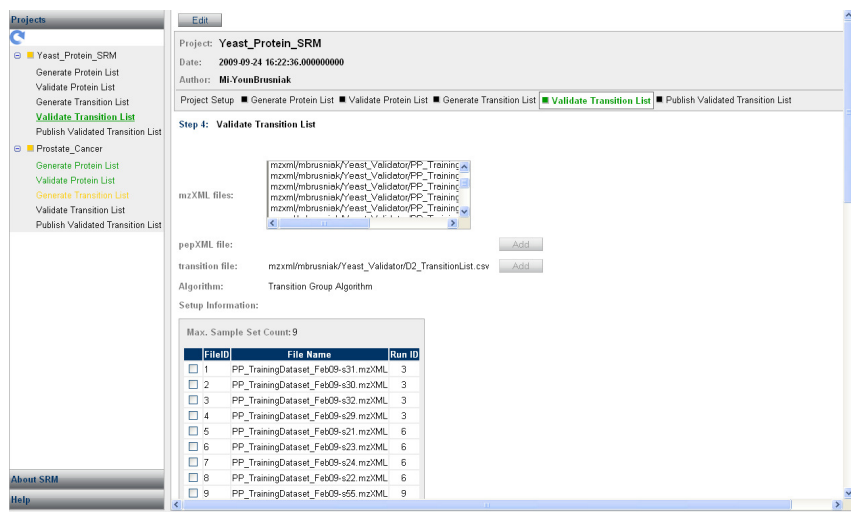 Projects
Yeast_Protein_SRM
Generate Protein List
Validate Protein List
Generate Transition List
Validate Transition List
Publish Validated Transition List
Prostate_Cancer
Generate Protein List
Validate Protein List
Generate Transition List
Validate Transition List
Publish Validated Transition List
About SRM
Help
Edit
Project: Yeast_Protein_SRM
Date: 2009-09-24 16:22:36.000000000
Author: Mi-YounBrusniak
Project Setup Generate Protein List Validate Protein List Generate Transition List Validate Transition List Publish Validated Transition List
Step 4: Validate Transition List
mzXML files:
mzxml/mbrusniak/Yeast_Validator/PP_Training
mzxml/mbrusniak/Yeast_Validator/PP_Training
mzxml/mbrusniak/Yeast_Validator/PP_Training
mzxml/mbrusniak/Yeast_Validator/PP_Training
mzxml/mbrusniak/Yeast_Validator/PP_Training
pepXML file: Add
transition file: mzxml/mbrusniak/Yeast_Validator/D2_TransitionList.csv Add
Algorithm: Transition Group Algorithm
Setup Information:
Max. Sample Set Count: 9
FileID File Name Run ID
1 PP_TrainingDataset_Feb09-s31.mzXML 3
2 PP_TrainingDataset_Feb09-s30.mzXML 3
3 PP_TrainingDataset_Feb09-s32.mzXML 3
4 PP_TrainingDataset_Feb09-s29.mzXML 3
5 PP_TrainingDataset_Feb09-s21.mzXML 6
6 PP_TrainingDataset_Feb09-s23.mzXML 6
7 PP_TrainingDataset_Feb09-s24.mzXML 6
8 PP_TrainingDataset_Feb09-s22.mzXML 6
9 PP_TrainingDataset_Feb09-s55.mzXML 9